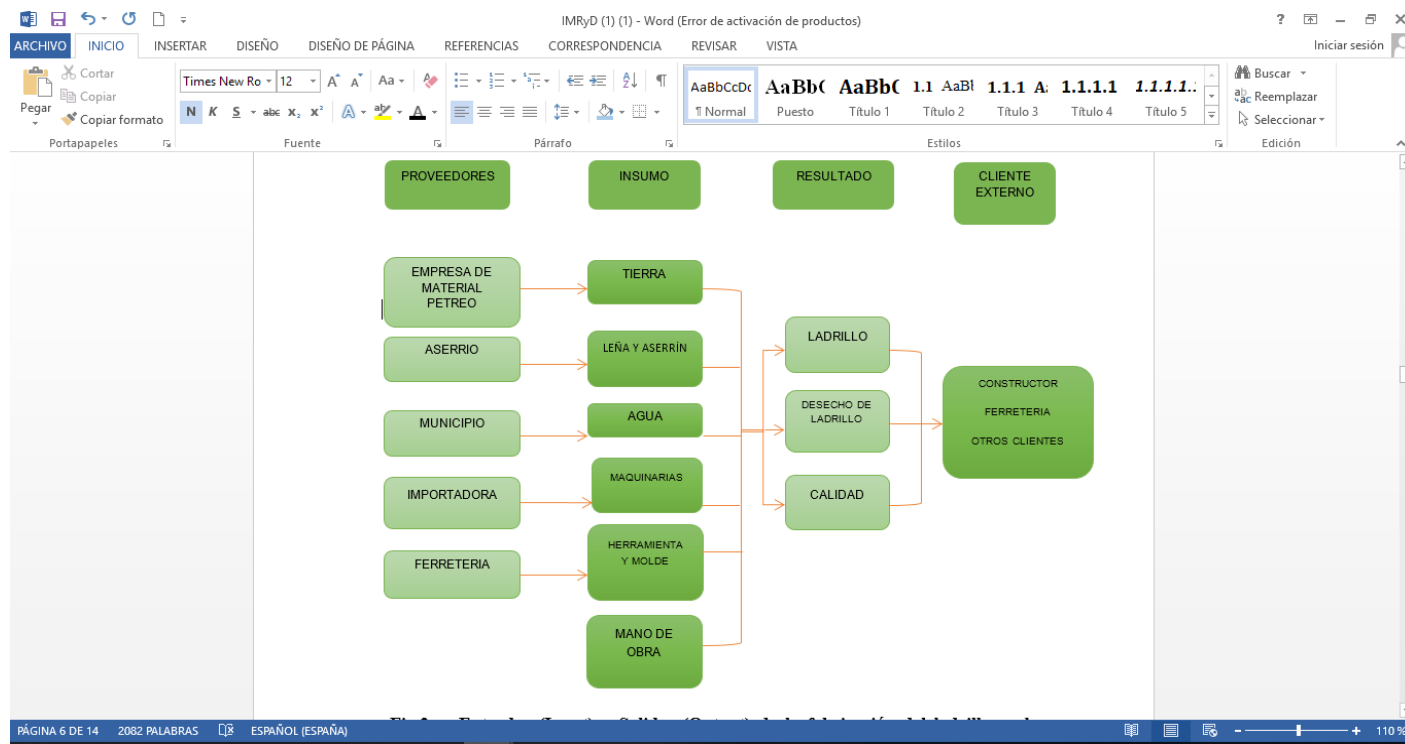 IMRyD (1) (1) - Word (Error de activación de productos)
ARCHIVO INICIO INSERTAR DISEÑO DISEÑO DE PÁGINA REFERENCIAS CORRESPONDENCIA REVISAR VISTA Iniciar sesión
Pegar
Cortar
Copiar
Copiar formato
Portapapeles
Times New Ro 12
N K S abc x₂ x²
Fuente
Párrafo
AaBbCcDc AaBb( AaBb( 1.1 AaBl 1.1.1 A: 1.1.1.1 1.1.1.1.:
¶ Normal Puesto Título 1 Título 2 Título 3 Título 4 Título 5
Estilos
Buscar
Reemplazar
Seleccionar
Edición
PROVEEDORES
INSUMO
RESULTADO
CLIENTE
EXTERNO
EMPRESA DE
MATERIAL
PETREO
ASERRIO
MUNICIPIO
IMPORTADORA
FERRETERIA
TIERRA
LEÑA Y ASERRÍN
AGUA
MAQUINARIAS
HERRAMIENTA
Y MOLDE
MANO DE
OBRA
LADRILLO
DESECHO DE
LADRILLO
CALIDAD
CONSTRUCTOR
FERRETERIA
OTROS CLIENTES
PÁGINA 6 DE 14 2082 PALABRAS ESPAÑOL (ESPAÑA) 110 %